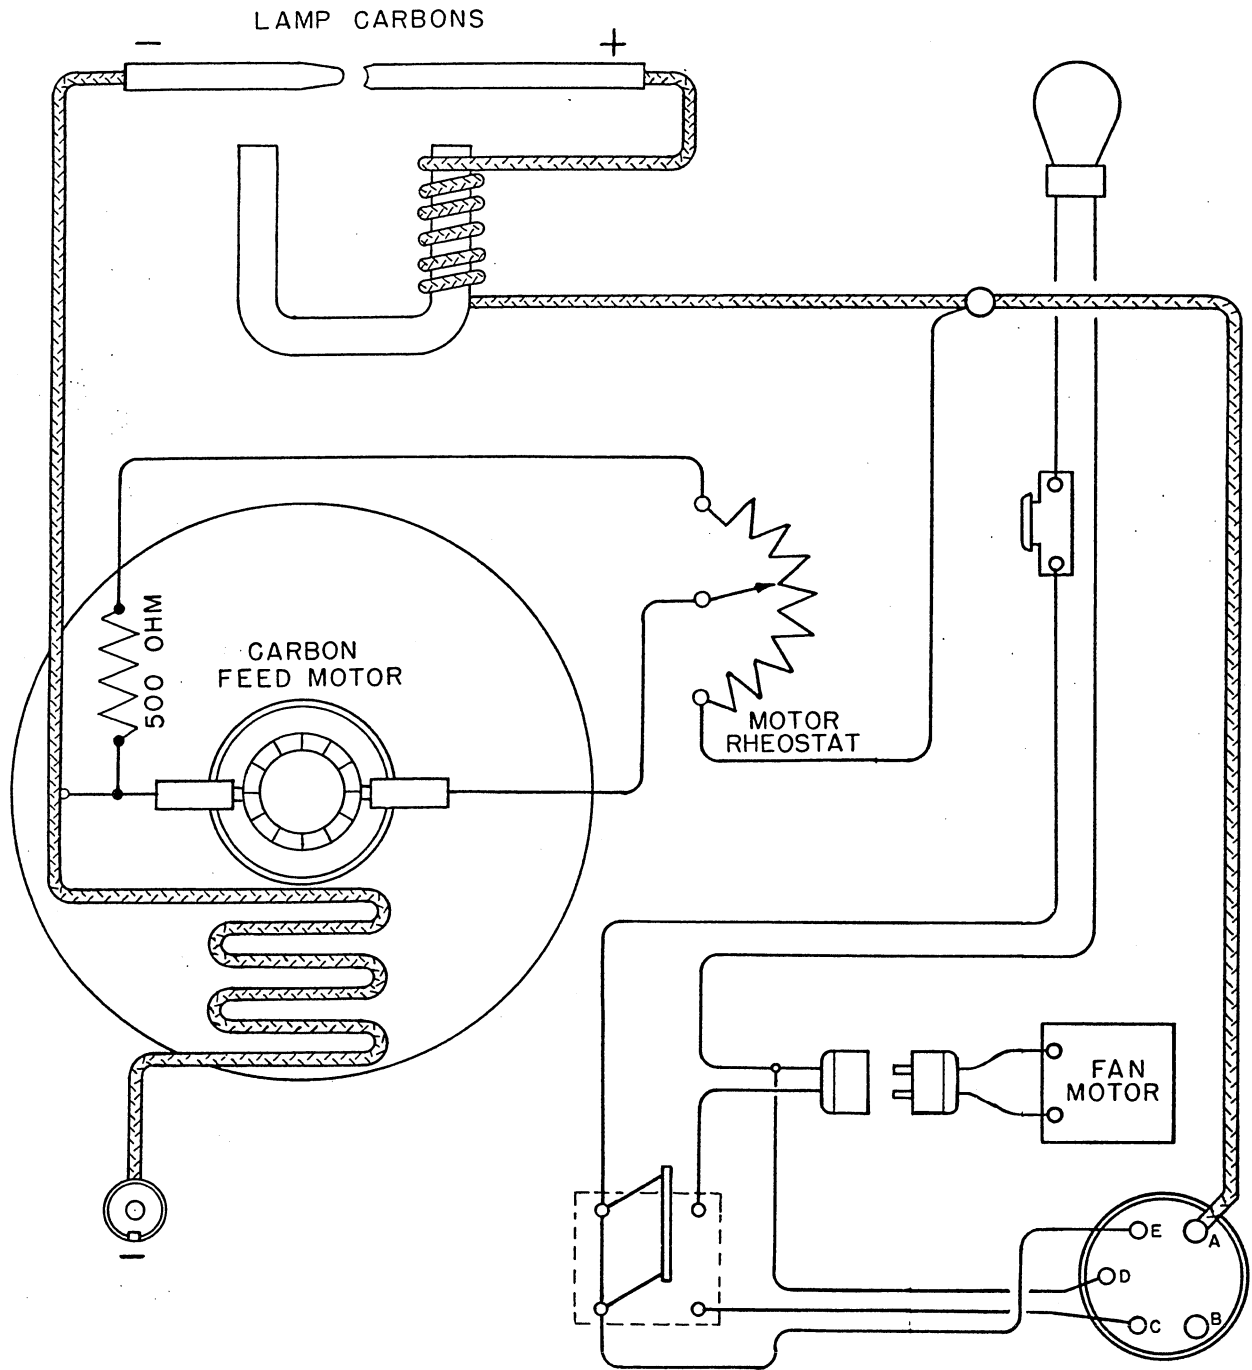 LAMP CARBONS
− +
500 OHM
CARBON
FEED MOTOR
MOTOR
RHEOSTAT
FAN
MOTOR
E
A
D
C
B
−